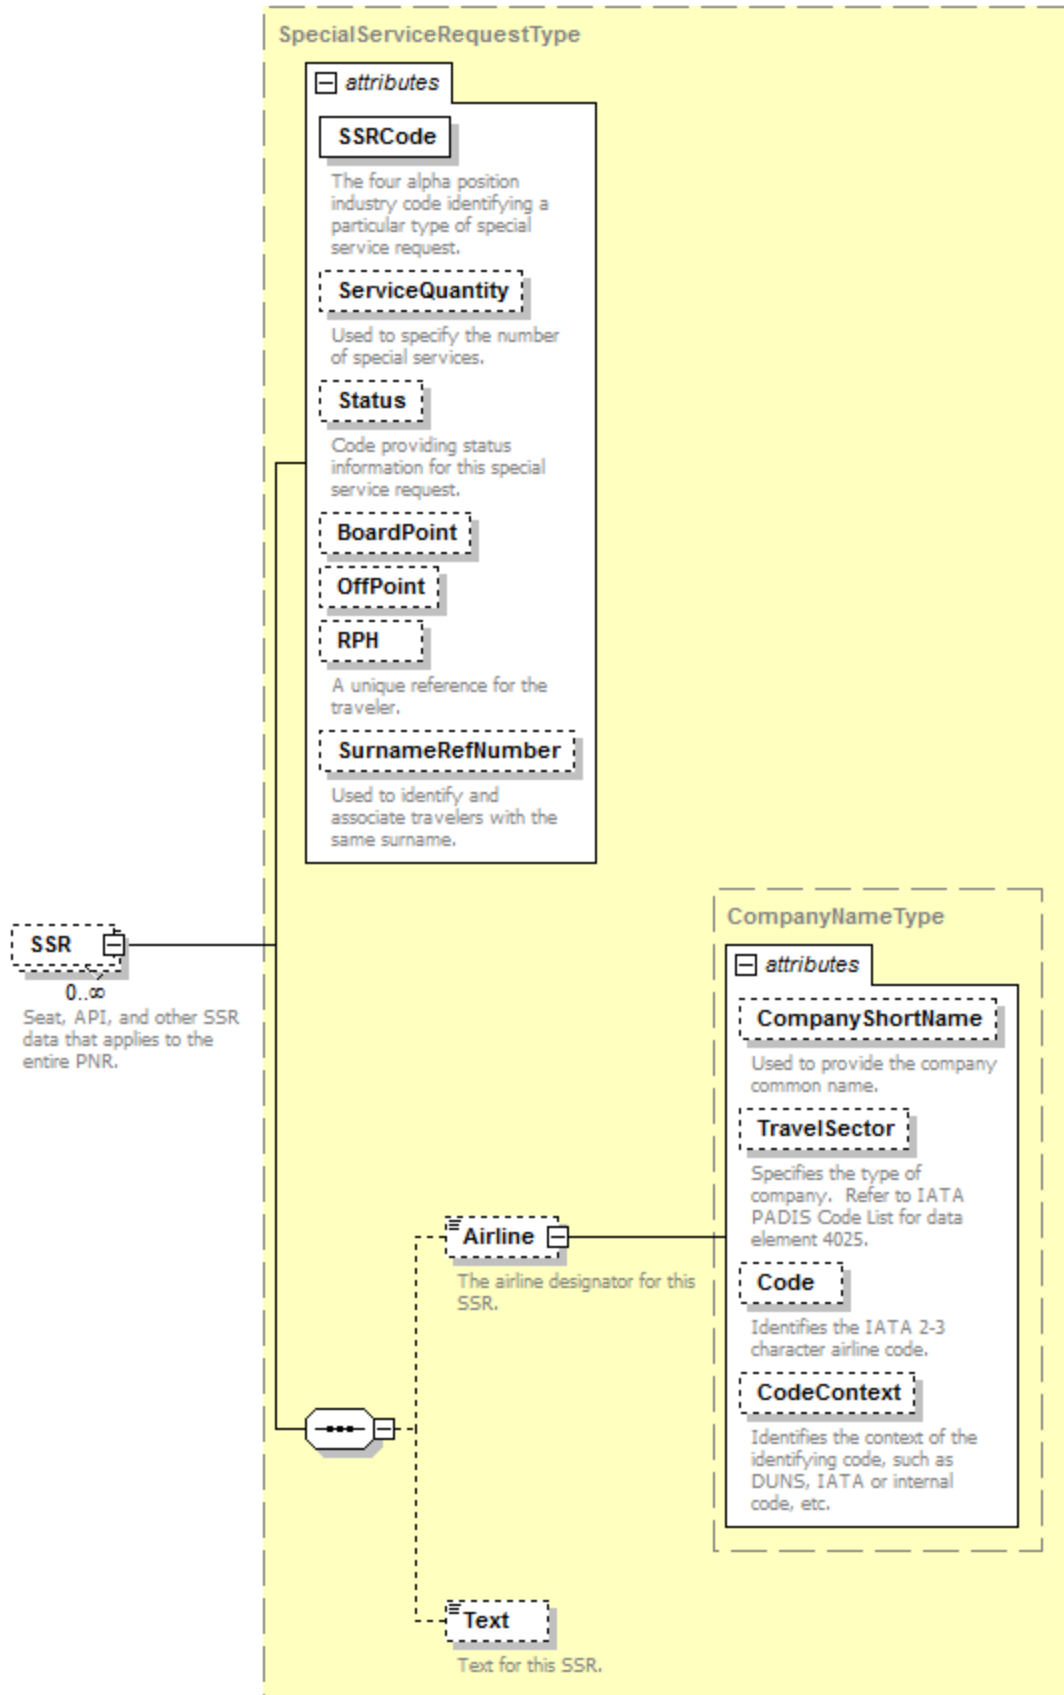 SpecialServiceRequestType
attributes
SSRCode
The four alpha position
industry code identifying a
particular type of special
service request.
ServiceQuantity
Used to specify the number
of special services.
Status
Code providing status
information for this special
service request.
BoardPoint
OffPoint
RPH
A unique reference for the
traveler.
SurnameRefNumber
Used to identify and
associate travelers with the
same surname.
SSR
0..∞
Seat, API, and other SSR
data that applies to the
entire PNR.
CompanyNameType
attributes
CompanyShortName
Used to provide the company
common name.
TravelSector
Specifies the type of
company.  Refer to IATA
PADIS Code List for data
element 4025.
Airline
The airline designator for this
SSR.
Code
Identifies the IATA 2-3
character airline code.
CodeContext
Identifies the context of the
identifying code, such as
DUNS, IATA or internal
code, etc.
Text
Text for this SSR.